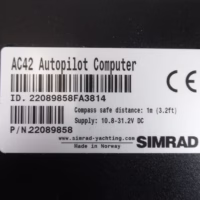 AC42 Autopilot Computer
CE
ID. 22089858FA3814
Compass safe distance: 1m (3.2ft)
Supply: 10.8-31.2V DC
P/N.22089858
www.simrad-yachting.com
Made in Norway
SIMRAD